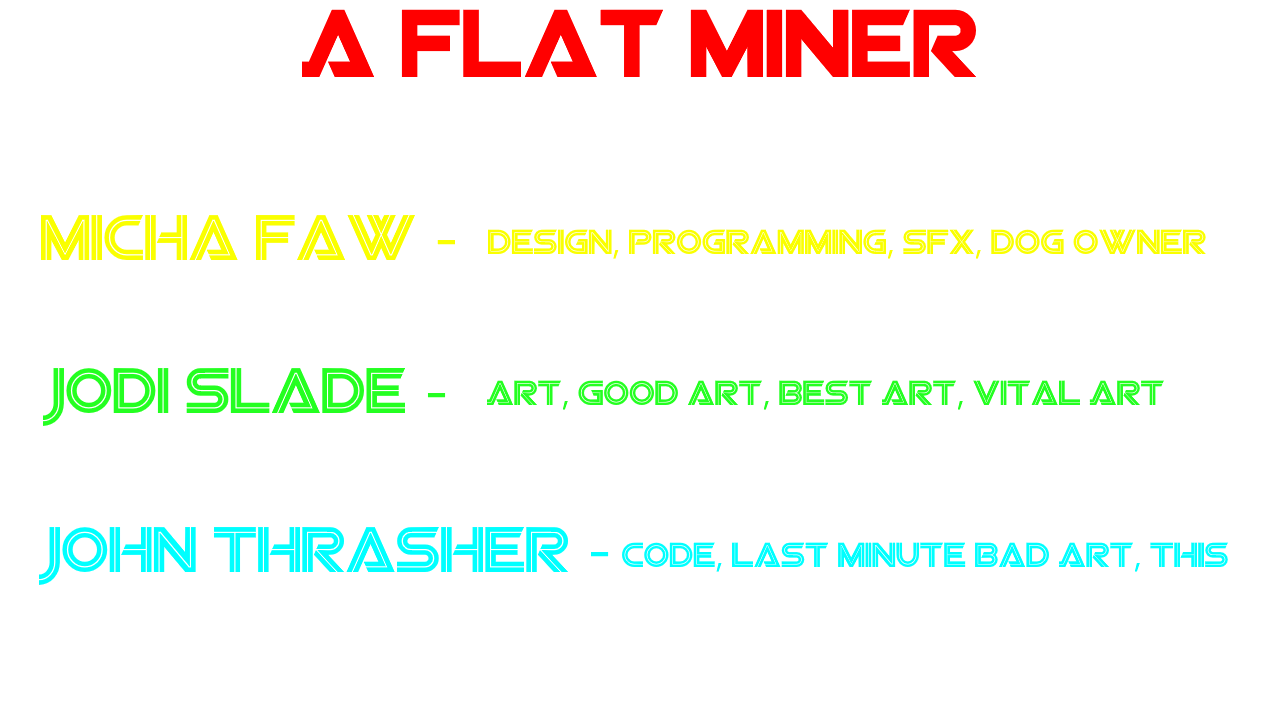 A FLAT MINER
MICHA FAW - DESIGN, PROGRAMMING, SFX, DOG OWNER
JODI SLADE - ART, GOOD ART, BEST ART, VITAL ART
JOHN THRASHER - CODE, LAST MINUTE BAD ART, THIS